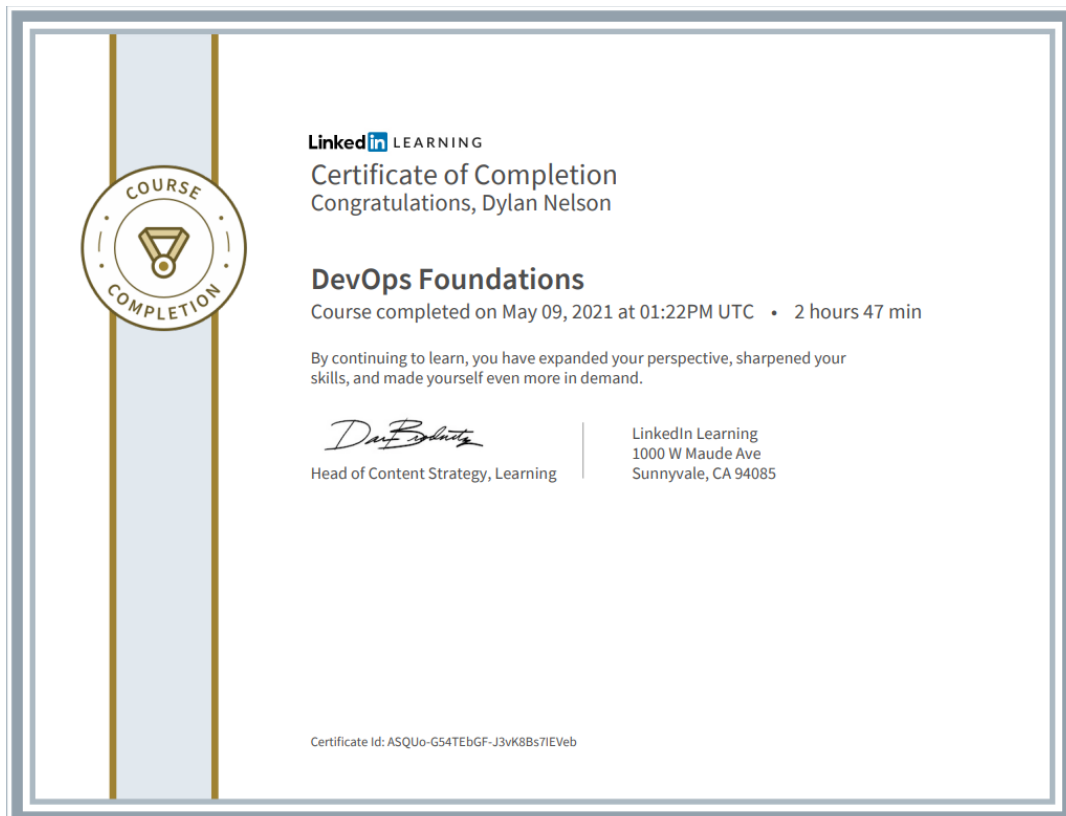 COURSE
COMPLETION
Linked in LEARNING
Certificate of Completion
Congratulations, Dylan Nelson
DevOps Foundations
Course completed on May 09, 2021 at 01:22PM UTC • 2 hours 47 min
By continuing to learn, you have expanded your perspective, sharpened your
skills, and made yourself even more in demand.
Head of Content Strategy, Learning
LinkedIn Learning
1000 W Maude Ave
Sunnyvale, CA 94085
Certificate Id: ASQUo-G54TEbGF-J3vK8Bs7IEVeb